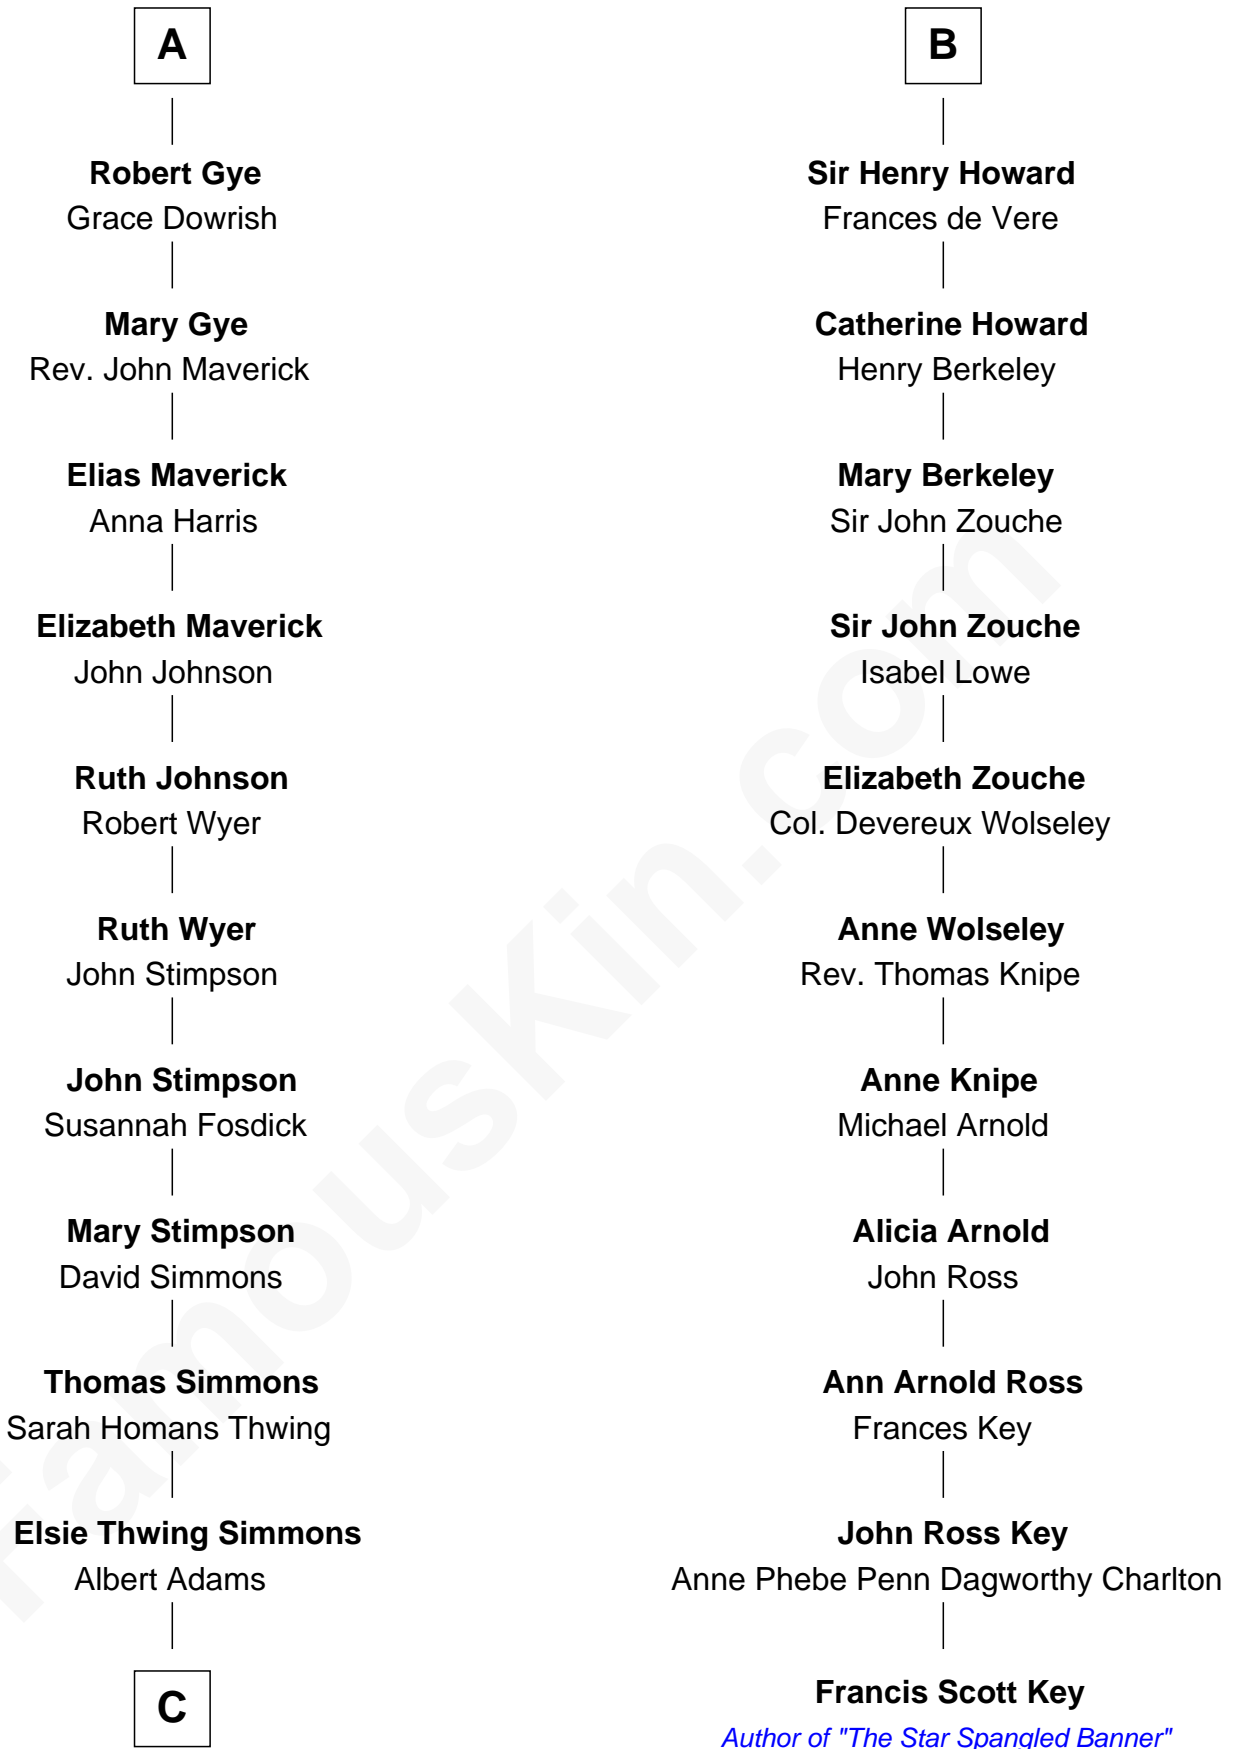 A
Robert Gye
Grace Dowrish
Mary Gye
Rev. John Maverick
Elias Maverick
Anna Harris
Elizabeth Maverick
John Johnson
Ruth Johnson
Robert Wyer
Ruth Wyer
John Stimpson
John Stimpson
Susannah Fosdick
Mary Stimpson
David Simmons
Thomas Simmons
Sarah Homans Thwing
Elsie Thwing Simmons
Albert Adams
C
B
Sir Henry Howard
Frances de Vere
Catherine Howard
Henry Berkeley
Mary Berkeley
Sir John Zouche
Sir John Zouche
Isabel Lowe
Elizabeth Zouche
Col. Devereux Wolseley
Anne Wolseley
Rev. Thomas Knipe
Anne Knipe
Michael Arnold
Alicia Arnold
John Ross
Ann Arnold Ross
Frances Key
John Ross Key
Anne Phebe Penn Dagworthy Charlton
Francis Scott Key
Author of "The Star Spangled Banner"
FamousKin.com